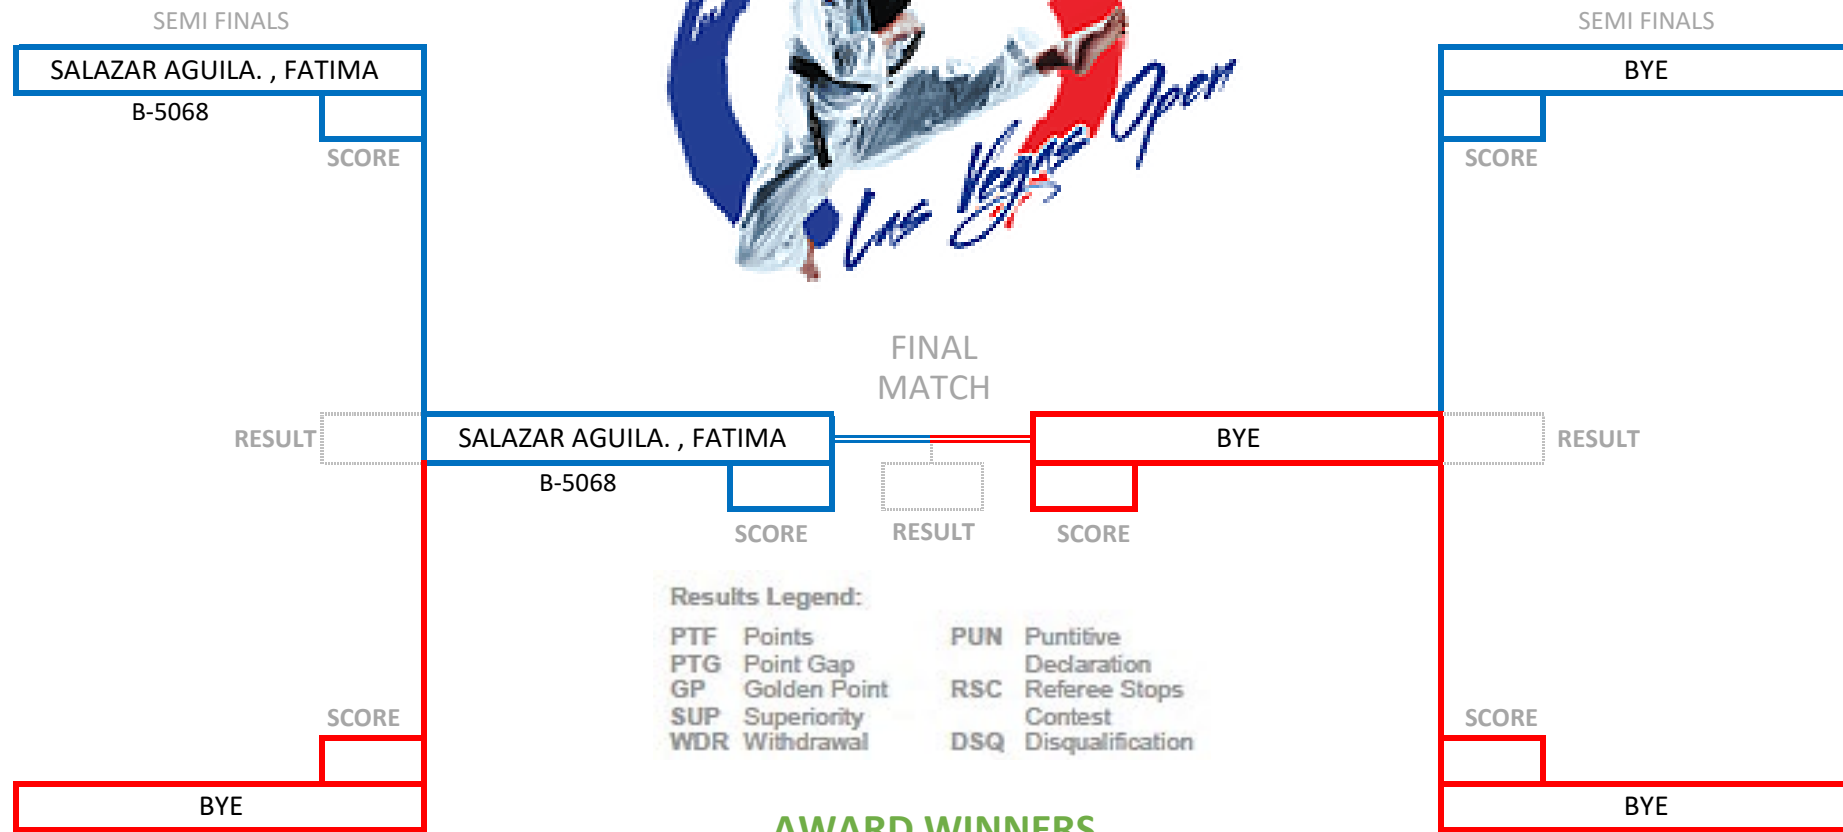 SEMI FINALS
SEMI FINALS
SALAZAR AGUILA. , FATIMA
BYE
B-5068
SCORE
SCORE
Las Vegas Open
FINAL
MATCH
RESULT
SALAZAR AGUILA. , FATIMA
BYE
RESULT
B-5068
SCORE
RESULT
SCORE
Results Legend:
PTF Points
PTG Point Gap
GP Golden Point
SUP Superiority
WDR Withdrawal
PUN Puntitive
Declaration
RSC Referee Stops
Contest
DSQ Disqualification
SCORE
SCORE
BYE
BYE
AWARD WINNERS